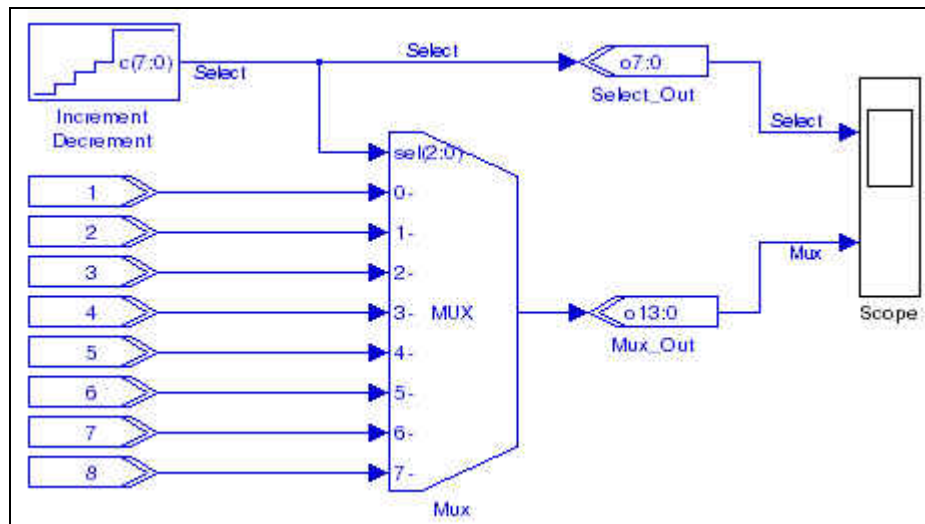 c(7:0)
Increment
Decrement
Select
Select
o7:0
Select_Out
Select
sel(2:0)
1
2
3
4
5
6
7
8
0-
1-
2-
3-
4-
5-
6-
7-
MUX
Mux
o13:0
Mux_Out
Mux
Scope